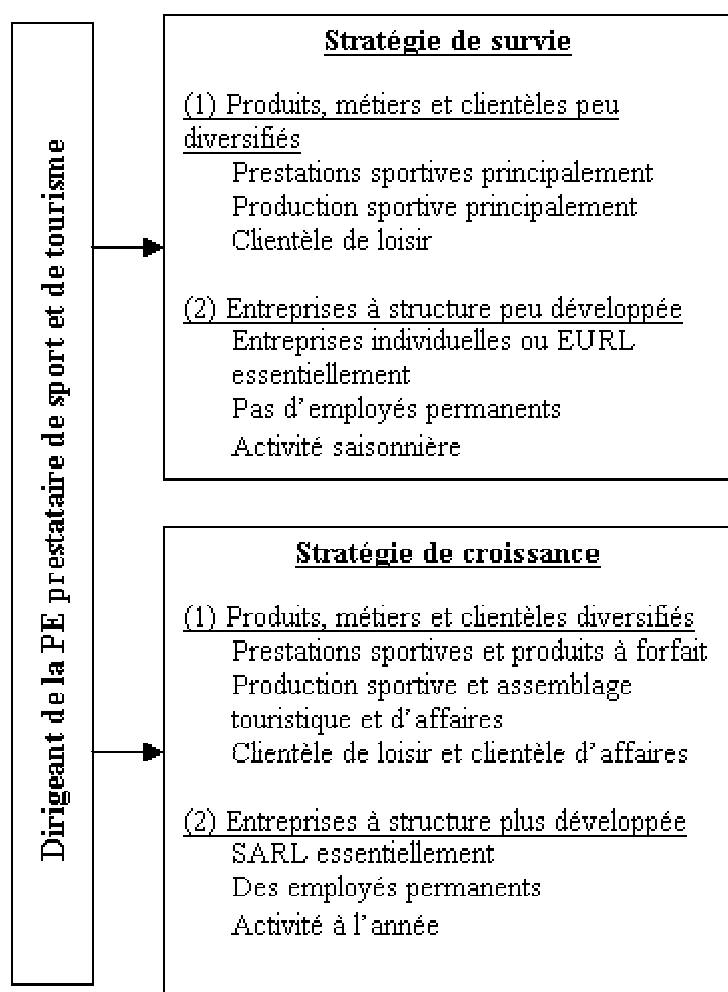 Dirigeant de la PE prestataire de sport et de tourisme
Stratégie de survie
(1) Produits, métiers et clientèles peu
diversifiés
Prestations sportives principalement
Production sportive principalement
Clientèle de loisir
(2) Entreprises à structure peu développée
Entreprises individuelles ou EURL
essentiellement
Pas d'employés permanents
Activité saisonnière
Stratégie de croissance
(1) Produits, métiers et clientèles diversifiés
Prestations sportives et produits à forfait
Production sportive et assemblage
touristique et d'affaires
Clientèle de loisir et clientèle d'affaires
(2) Entreprises à structure plus développée
SARL essentiellement
Des employés permanents
Activité à l'année